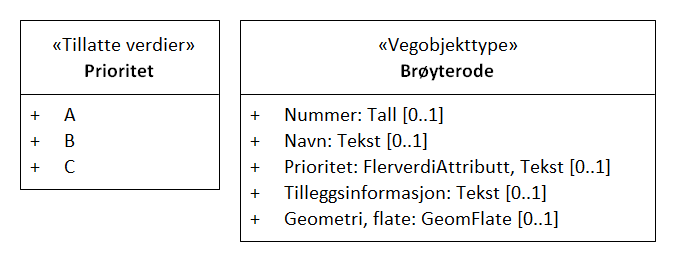 «Tillatte verdier»
Prioritet
+ A
+ B
+ C
«Vegobjekttype»
Brøyterode
+ Nummer: Tall [0..1]
+ Navn: Tekst [0..1]
+ Prioritet: FlerverdiAttributt, Tekst [0..1]
+ Tilleggsinformasjon: Tekst [0..1]
+ Geometri, flate: GeomFlate [0..1]